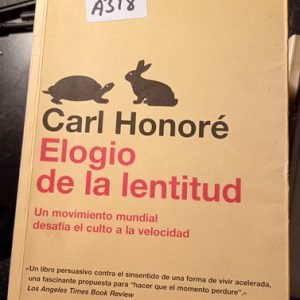 A318
Carl Honoré
Elogio
de la lentitud
Un movimiento mundial
desafía el culto a la velocidad
«Un libro persuasivo contra el sinsentido de una forma de vivir acelerada,
una fascinante propuesta para "hacer que el momento perdure".»
Los Angeles Times Book Review